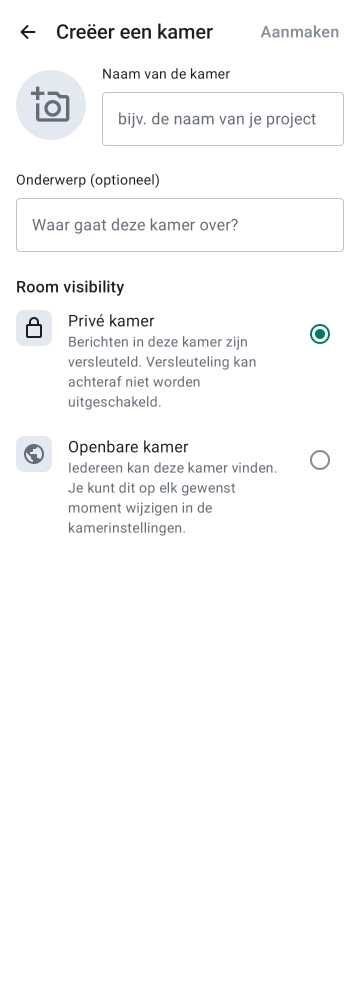 Creëer een kamer
Aanmaken
Naam van de kamer
bijv. de naam van je project
Onderwerp (optioneel)
Waar gaat deze kamer over?
Room visibility
Privé kamer
Berichten in deze kamer zijn
versleuteld. Versleuteling kan
achteraf niet worden
uitgeschakeld.
Openbare kamer
Iedereen kan deze kamer vinden.
Je kunt dit op elk gewenst
moment wijzigen in de
kamerinstellingen.